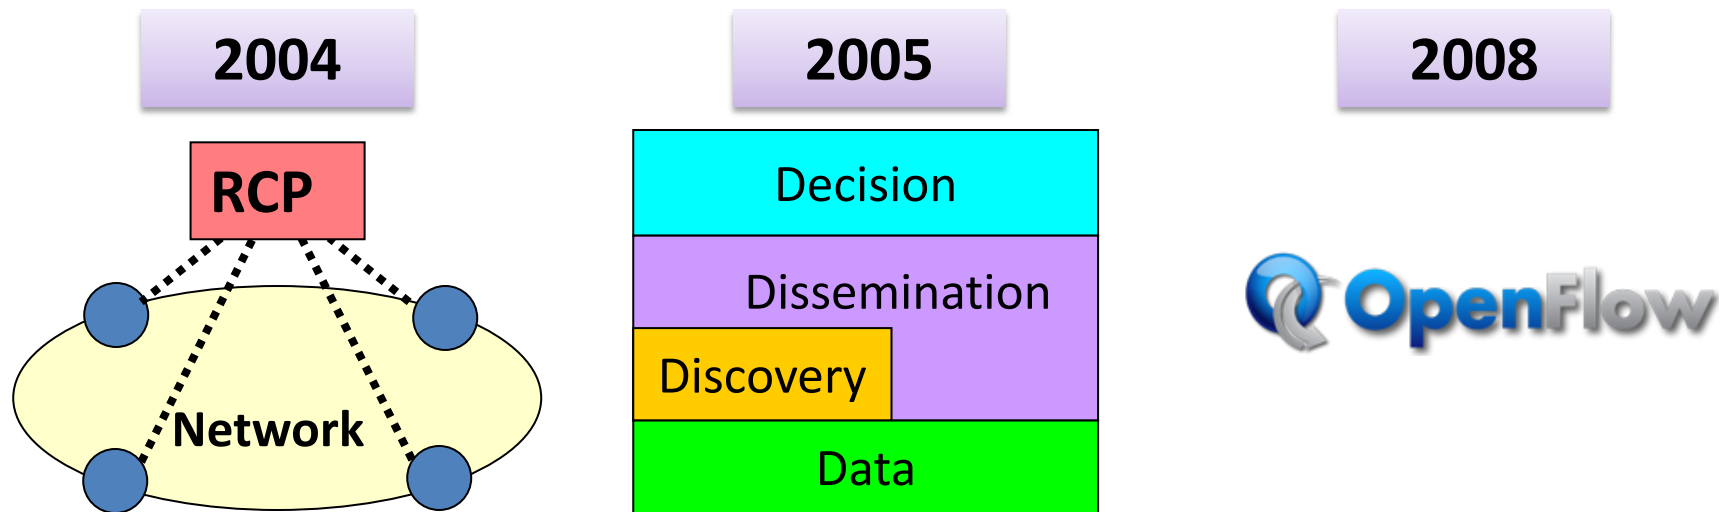 2004
2005
2008
RCP
Network
Decision
Dissemination
Discovery
Data
OpenFlow